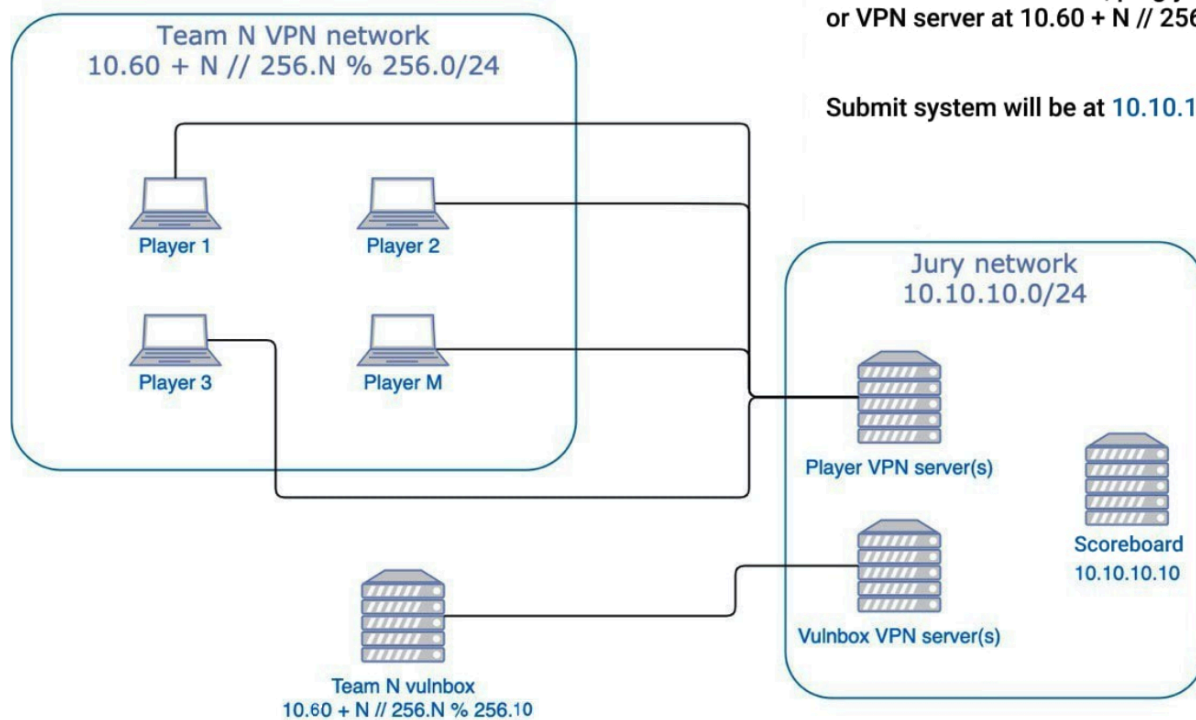 or VPN server at 10.60 + N // 256
Submit system will be at 10.10.1
Team N VPN network
10.60 + N // 256.N % 256.0/24
Player 1
Player 2
Player 3
Player M
Jury network
10.10.10.0/24
Player VPN server(s)
Scoreboard
10.10.10.10
Vulnbox VPN server(s)
Team N vulnbox
10.60 + N // 256.N % 256.10